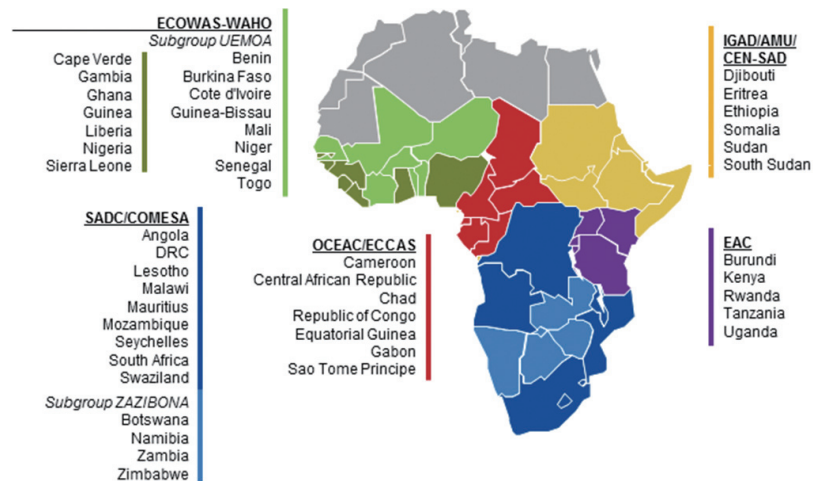 ECOWAS-WAHO
Subgroup UEMOA
Cape Verde
Gambia
Ghana
Guinea
Liberia
Nigeria
Sierra Leone
Benin
Burkina Faso
Cote d'Ivoire
Guinea-Bissau
Mali
Niger
Senegal
Togo
IGAD/AMU/
CEN-SAD
Djibouti
Eritrea
Ethiopia
Somalia
Sudan
South Sudan
SADC/COMESA
Angola
DRC
Lesotho
Malawi
Mauritius
Mozambique
Seychelles
South Africa
Swaziland
Subgroup ZAZIBONA
Botswana
Namibia
Zambia
Zimbabwe
OCEAC/ECCAS
Cameroon
Central African Republic
Chad
Republic of Congo
Equatorial Guinea
Gabon
Sao Tome Principe
EAC
Burundi
Kenya
Rwanda
Tanzania
Uganda